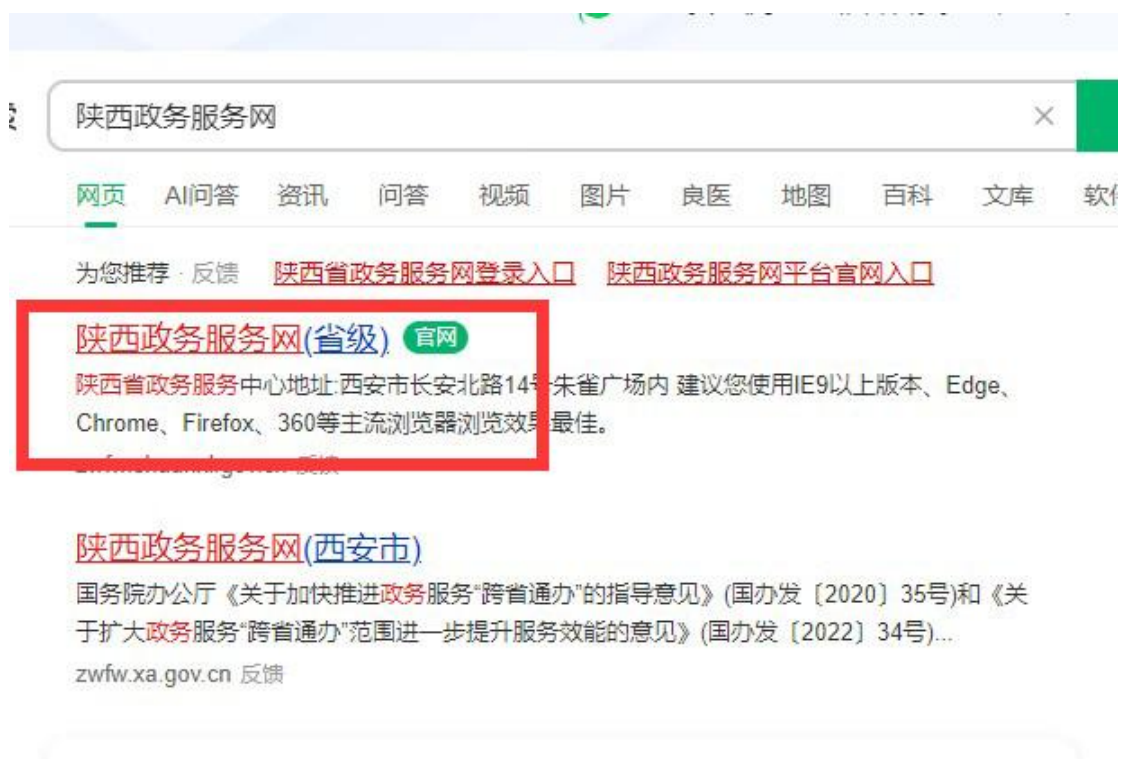 陕西政务服务网 ×
网页 AI问答 资讯 问答 视频 图片 良医 地图 百科 文库
为您推荐 · 反馈 陕西省政务服务网登录入口 陕西政务服务网平台官网入口
陕西政务服务网(省级) 官网
陕西省政务服务中心地址:西安市长安北路14号朱雀广场内 建议您使用IE9以上版本、Edge、
Chrome、Firefox、360等主流浏览器浏览效果最佳。
反馈
陕西政务服务网(西安市)
国务院办公厅《关于加快推进政务服务“跨省通办”的指导意见》(国办发〔2020〕35号)和《关
于扩大政务服务“跨省通办”范围进一步提升服务效能的意见》(国办发〔2022〕34号)...
zwfw.xa.gov.cn 反馈